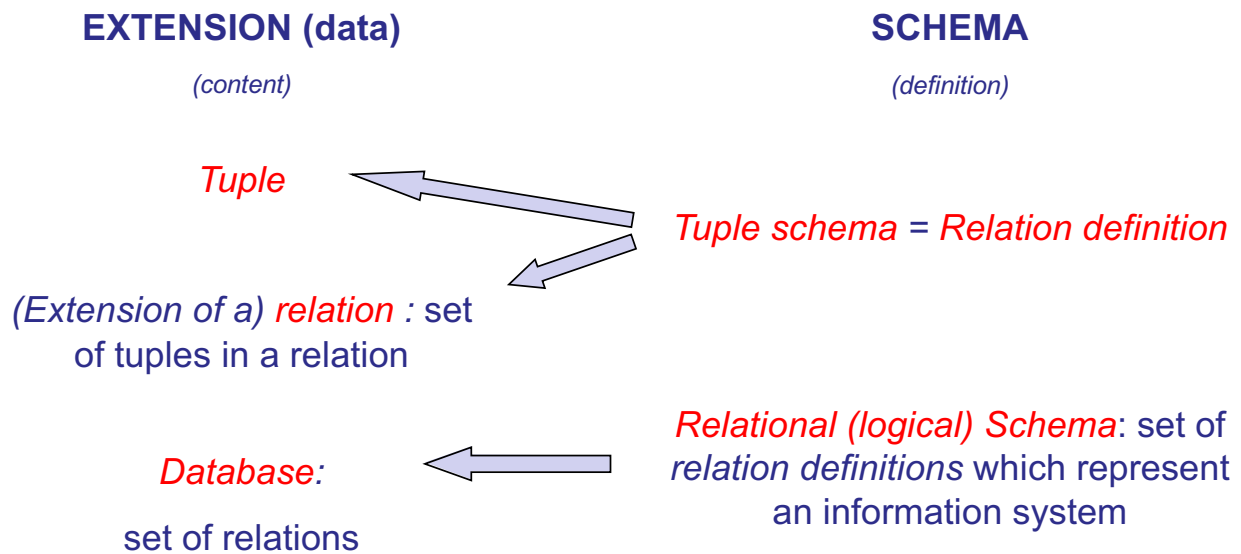 EXTENSION (data)
(content)
Tuple
(Extension of a) relation : set
of tuples in a relation
Database:
set of relations
SCHEMA
(definition)
Tuple schema = Relation definition
Relational (logical) Schema: set of
relation definitions which represent
an information system